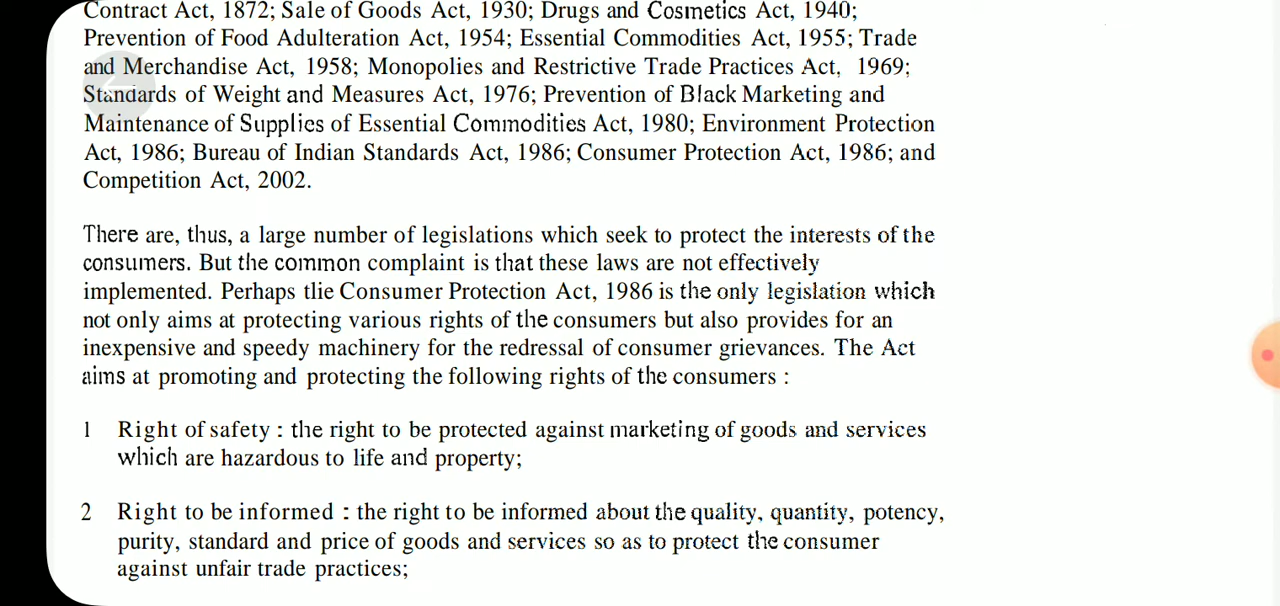 Contract Act, 1872; Sale of Goods Act, 1930; Drugs and Cosmetics Act, 1940;
Prevention of Food Adulteration Act, 1954; Essential Commodities Act, 1955; Trade
and Merchandise Act, 1958; Monopolies and Restrictive Trade Practices Act, 1969;
Standards of Weight and Measures Act, 1976; Prevention of Black Marketing and
Maintenance of Supplies of Essential Commodities Act, 1980; Environment Protection
Act, 1986; Bureau of Indian Standards Act, 1986; Consumer Protection Act, 1986; and
Competition Act, 2002.
There are, thus, a large number of legislations which seek to protect the interests of the
consumers. But the common complaint is that these laws are not effectively
implemented. Perhaps tlie Consumer Protection Act, 1986 is the only legislation which
not only aims at protecting various rights of the consumers but also provides for an
inexpensive and speedy machinery for the redressal of consumer grievances. The Act
aims at promoting and protecting the following rights of the consumers :
1 Right of safety : the right to be protected against marketing of goods and services
which are hazardous to life and property;
2 Right to be informed : the right to be informed about the quality, quantity, potency,
purity, standard and price of goods and services so as to protect the consumer
against unfair trade practices;